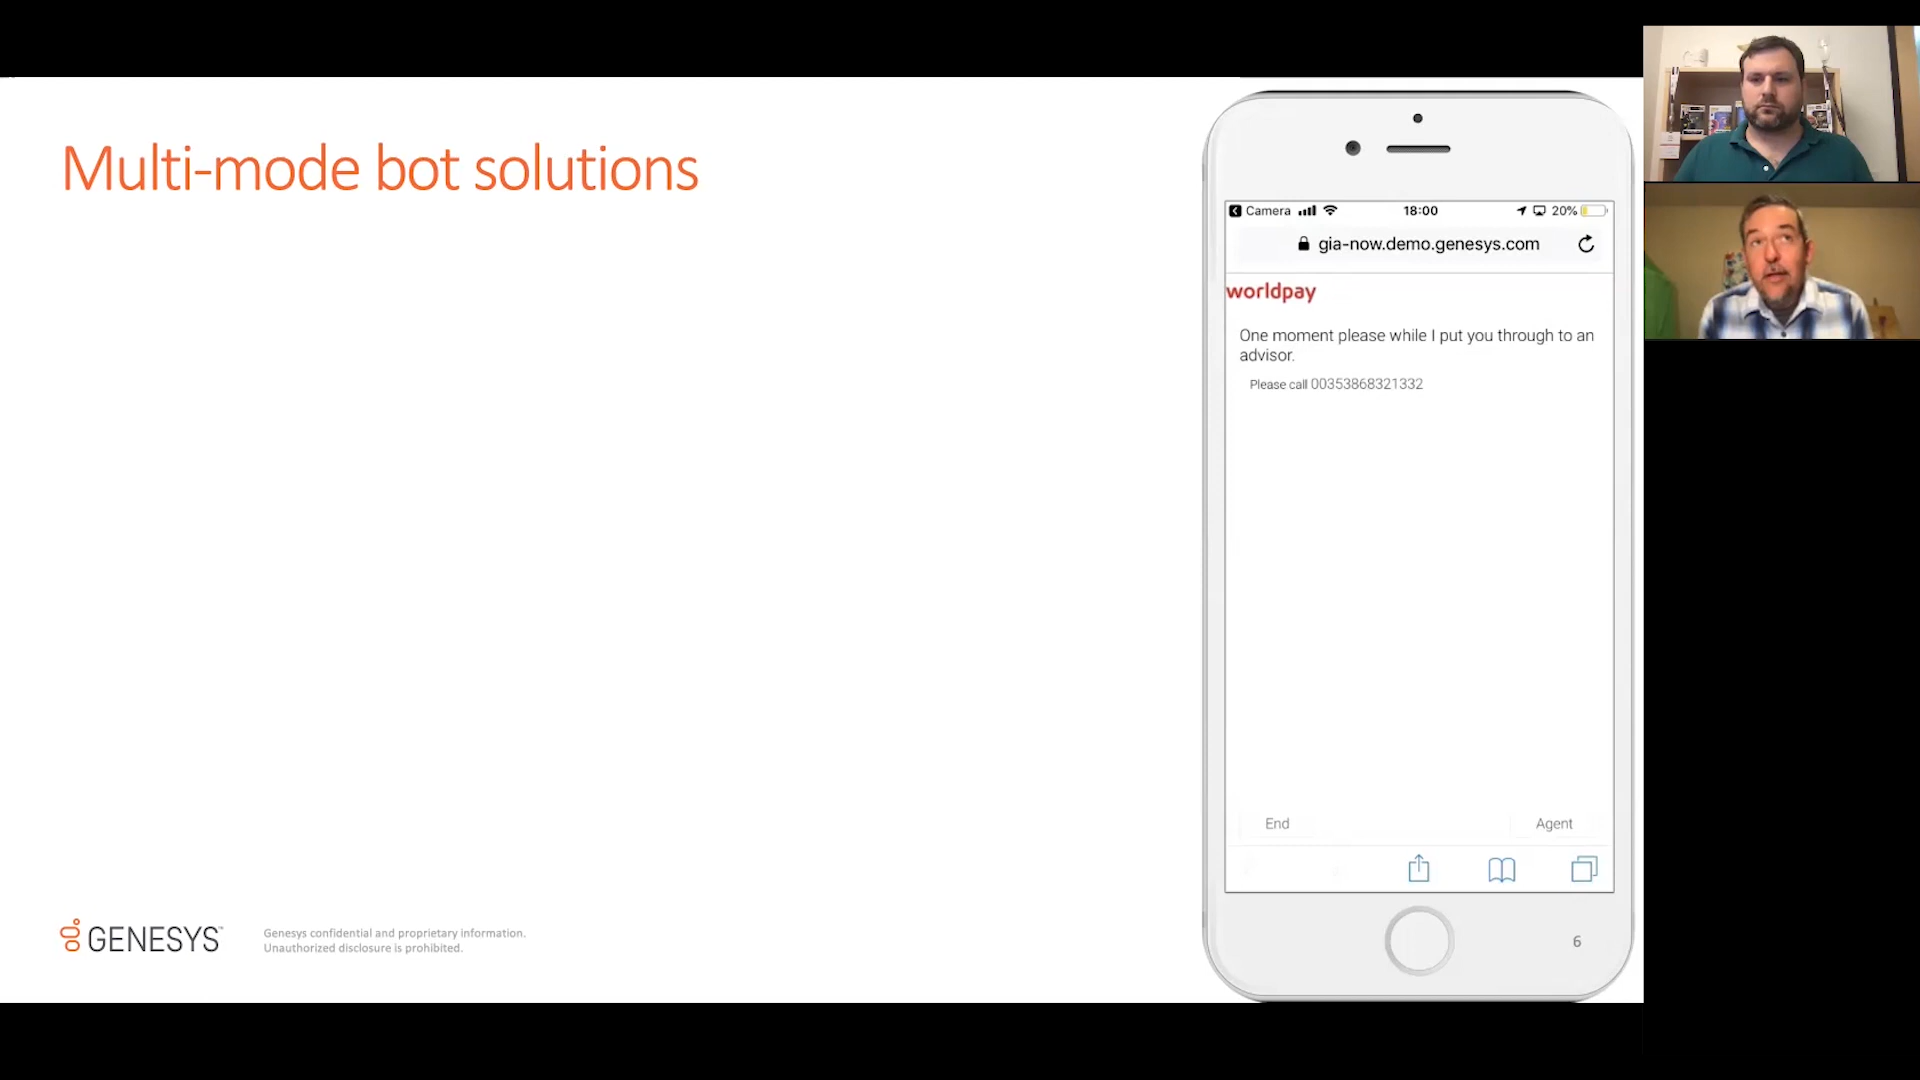 Multi-mode bot solutions
Camera 18:00 20%
gia-now.demo.genesys.com
worldpay
One moment please while I put you through to an
advisor.
Please call 00353868321332
End Agent
GENESYS™
Genesys confidential and proprietary information.
Unauthorized disclosure is prohibited.
6